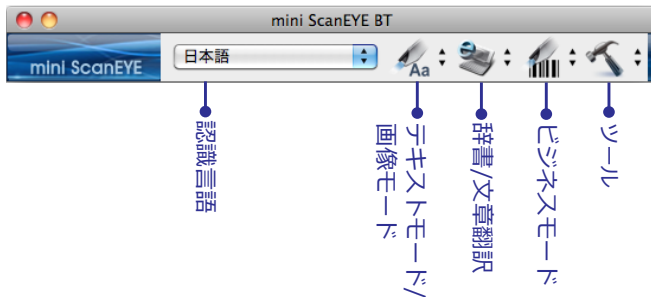 mini ScanEYE BT
mini ScanEYE
日本語
Aa
認識言語
テキストモード/
画像モード
辞書/文章翻訳
ビジネスモード
ツール